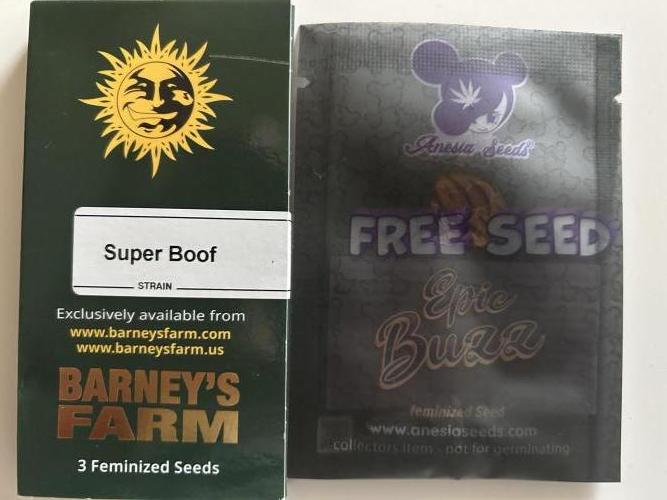 Super Boof
STRAIN
Exclusively available from
www.barneysfarm.com
www.barneysfarm.us
BARNEY'S
FARM
3 Feminized Seeds
Anesia Seeds
FREE SEED
Epic
Buzz
feminized Seed
www.anesiaseeds.com
collectors item - not for germinating